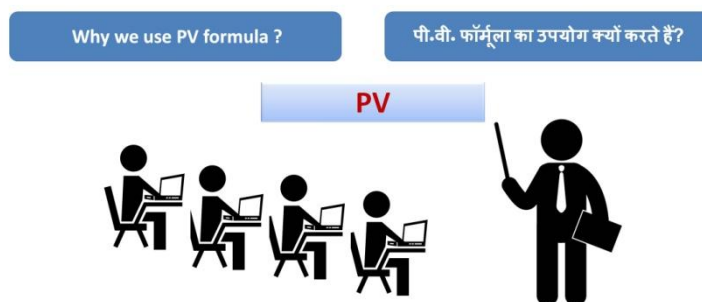 Why we use PV formula ?
पी.वी. फॉर्मूला का उपयोग क्यों करते हैं?
PV